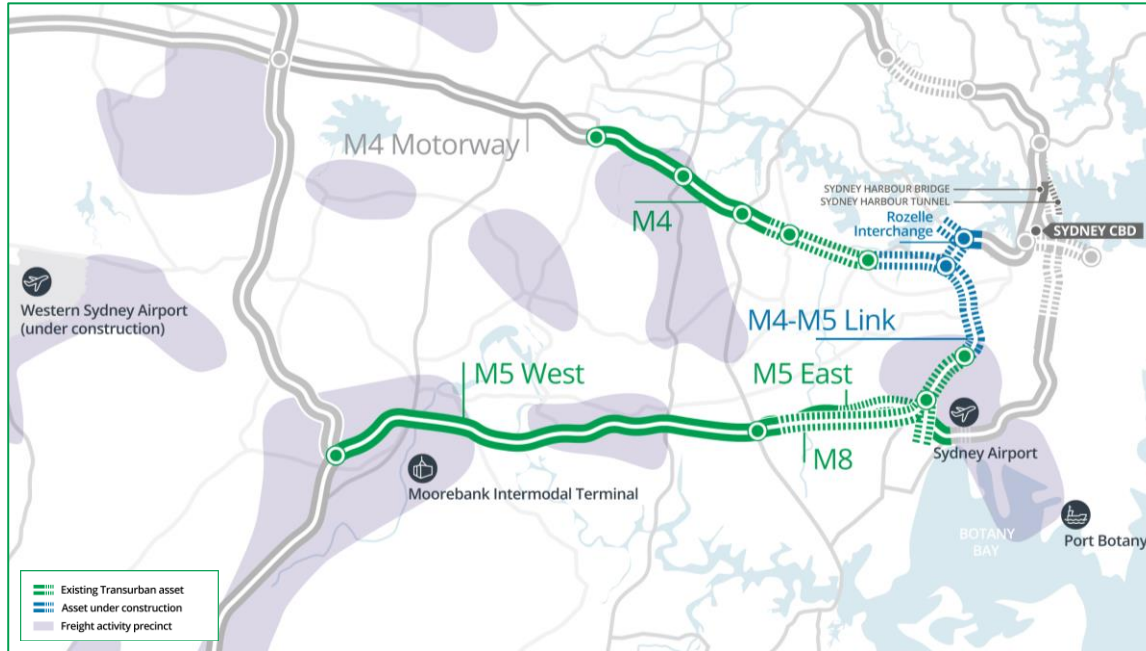 M4 Motorway
SYDNEY HARBOUR BRIDGE
SYDNEY HARBOUR TUNNEL
M4
Rozelle
Interchange
SYDNEY CBD
Western Sydney Airport
(under construction)
M4-M5 Link
M5 West
M5 East
M8
Sydney Airport
Moorebank Intermodal Terminal
BOTANY
BAY
Port Botany
Existing Transurban asset
Asset under construction
Freight activity precinct